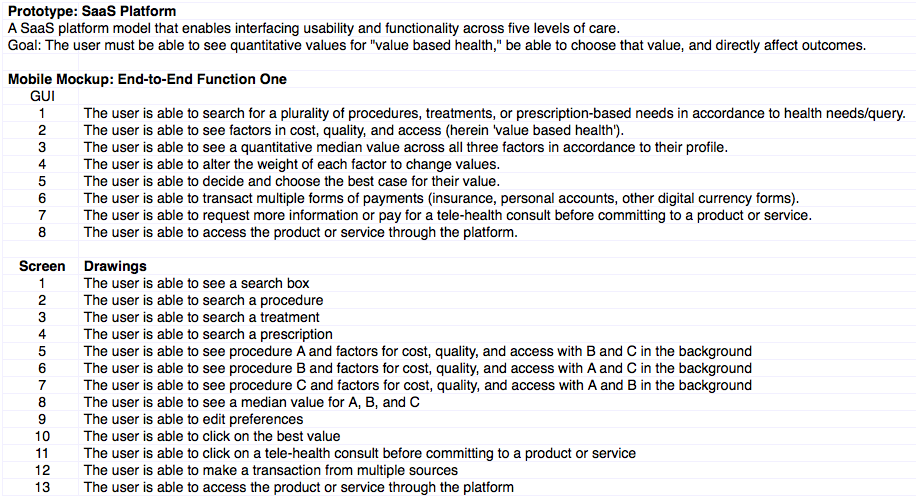 Prototype: SaaS Platform
A SaaS platform model that enables interfacing usability and functionality across five levels of care.
Goal: The user must be able to see quantitative values for "value based health," be able to choose that value, and directly affect outcomes.
Mobile Mockup: End-to-End Function One
GUI
1 The user is able to search for a plurality of procedures, treatments, or prescription-based needs in accordance to health needs/query.
2 The user is able to see factors in cost, quality, and access (herein 'value based health').
3 The user is able to see a quantitative median value across all three factors in accordance to their profile.
4 The user is able to alter the weight of each factor to change values.
5 The user is able to decide and choose the best case for their value.
6 The user is able to transact multiple forms of payments (insurance, personal accounts, other digital currency forms).
7 The user is able to request more information or pay for a tele-health consult before committing to a product or service.
8 The user is able to access the product or service through the platform.
Screen Drawings
1 The user is able to see a search box
2 The user is able to search a procedure
3 The user is able to search a treatment
4 The user is able to search a prescription
5 The user is able to see procedure A and factors for cost, quality, and access with B and C in the background
6 The user is able to see procedure B and factors for cost, quality, and access with A and C in the background
7 The user is able to see procedure C and factors for cost, quality, and access with A and B in the background
8 The user is able to see a median value for A, B, and C
9 The user is able to edit preferences
10 The user is able to click on the best value
11 The user is able to click on a tele-health consult before committing to a product or service
12 The user is able to make a transaction from multiple sources
13 The user is able to access the product or service through the platform